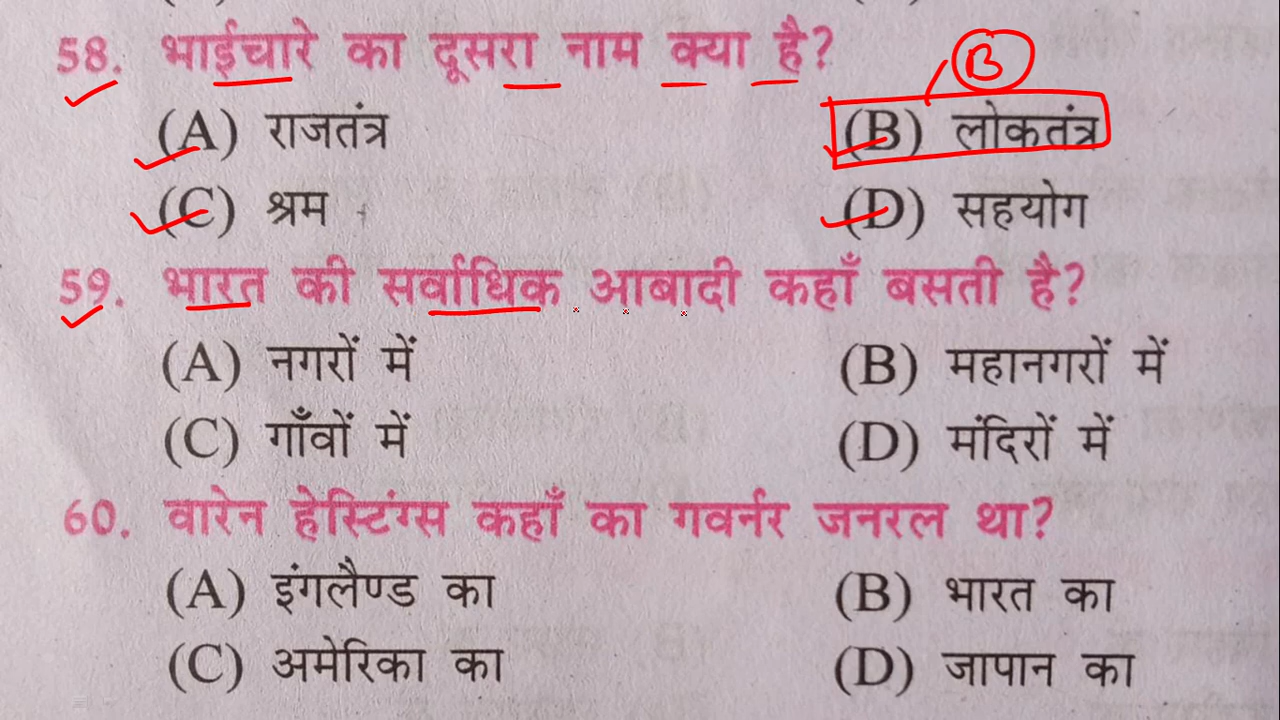 58. भाईचारे का दूसरा नाम क्या है? B
(A) राजतंत्र (B) लोकतंत्र
(C) श्रम (D) सहयोग
59. भारत की सर्वाधिक आबादी कहाँ बसती है?
(A) नगरों में (B) महानगरों में
(C) गाँवों में (D) मंदिरों में
60. वारेन हेस्टिंग्स कहाँ का गवर्नर जनरल था?
(A) इंगलैण्ड का (B) भारत का
(C) अमेरिका का (D) जापान का